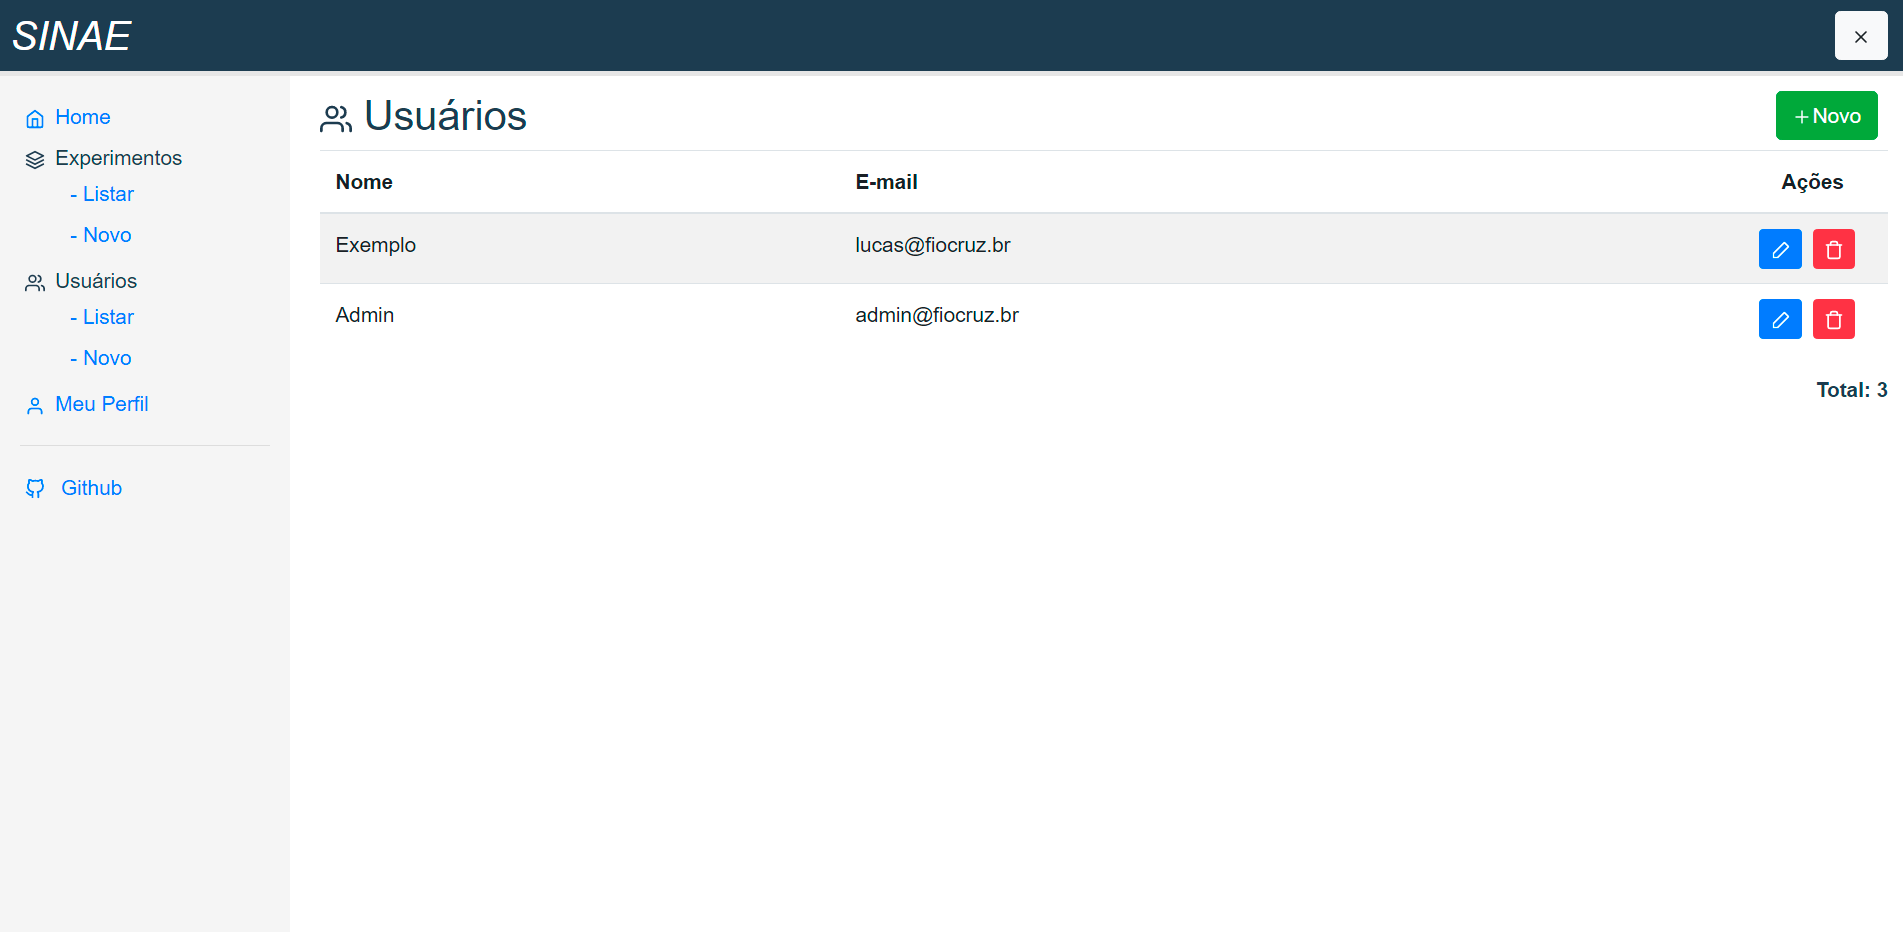 SINAE
Home
Experimentos
- Listar
- Novo
Usuários
- Listar
- Novo
Meu Perfil
Github
Usuários
+Novo
Nome E-mail Ações
Exemplo lucas@fiocruz.br
Admin admin@fiocruz.br
Total: 3